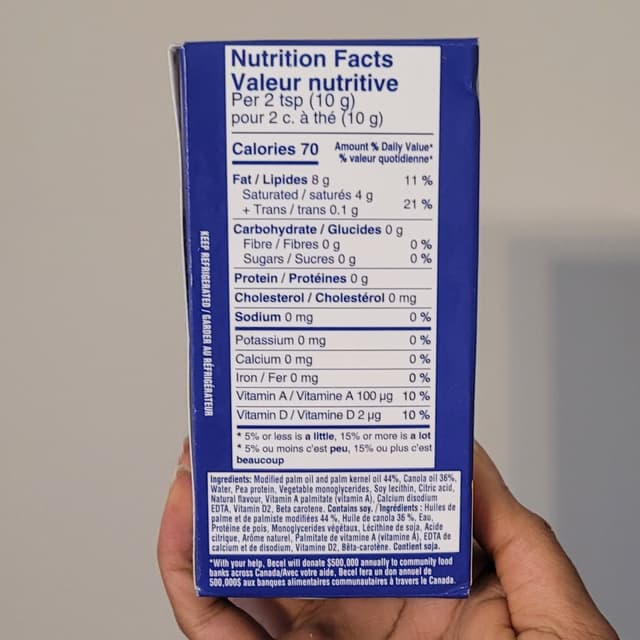 Nutrition Facts
Valeur nutritive
Per 2 tsp (10 g)
pour 2 c. à thé (10 g)
Calories 70
Amount % Daily Value*
% valeur quotidienne*
Fat / Lipides 8 g 11 %
Saturated / saturés 4 g
+ Trans / trans 0.1 g 21 %
Carbohydrate / Glucides 0 g
Fibre / Fibres 0 g 0 %
Sugars / Sucres 0 g 0 %
Protein / Protéines 0 g
Cholesterol / Cholestérol 0 mg
Sodium 0 mg 0 %
Potassium 0 mg 0 %
Calcium 0 mg 0 %
Iron / Fer 0 mg 0 %
Vitamin A / Vitamine A 100 µg 10 %
Vitamin D / Vitamine D 2 µg 10 %
* 5% or less is a little, 15% or more is a lot
* 5% ou moins c'est peu, 15% ou plus c'est
beaucoup
KEEP REFRIGERATED / GARDER AU RÉFRIGÉRATEUR
Ingredients: Modified palm oil and palm kernel oil 44%, Canola oil 36%,
Water, Pea protein, Vegetable monoglycerides, Soy lecithin, Citric acid,
Natural flavour, Vitamin A palmitate (vitamin A), Calcium disodium
EDTA, Vitamin D2, Beta carotene. Contains soy. / Ingrédients : Huiles de
palme et de palmiste modifiées 44 %, Huile de canola 36 %, Eau,
Protéine de pois, Monoglycérides végétaux, Lécithine de soja, Acide
citrique, Arôme naturel, Palmitate de vitamine A (vitamine A), EDTA de
calcium et de disodium, Vitamine D2, Bêta-carotène. Contient soja.
*With your help, Becel will donate $500,000 annually to community food
banks across Canada/Avec votre aide, Becel fera un don annuel de
500,000$ aux banques alimentaires communautaires à travers le Canada.